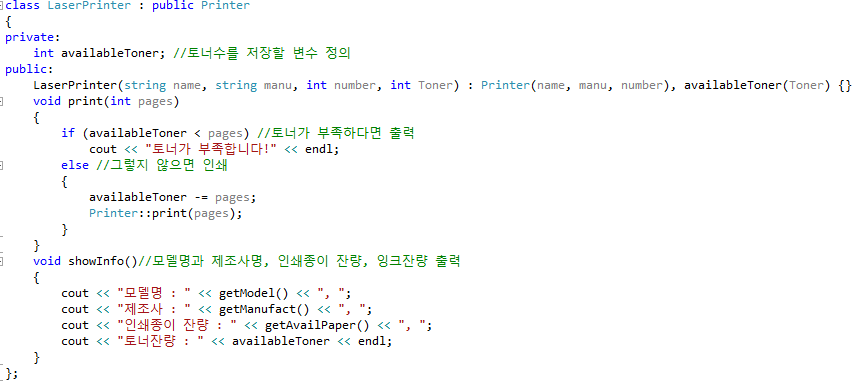 class LaserPrinter : public Printer
{
private:
    int availableToner; //토너수를 저장할 변수 정의
public:
    LaserPrinter(string name, string manu, int number, int Toner) : Printer(name, manu, number), availableToner(Toner) {}
    void print(int pages)
    {
        if (availableToner < pages) //토너가 부족하다면 출력
            cout << "토너가 부족합니다!" << endl;
        else //그렇지 않으면 인쇄
        {
            availableToner -= pages;
            Printer::print(pages);
        }
    }
    void showInfo()//모델명과 제조사명, 인쇄종이 잔량, 잉크잔량 출력
    {
        cout << "모델명 : " << getModel() << ", ";
        cout << "제조사 : " << getManufact() << ", ";
        cout << "인쇄종이 잔량 : " << getAvailPaper() << ", ";
        cout << "토너잔량 : " << availableToner << endl;
    }
};